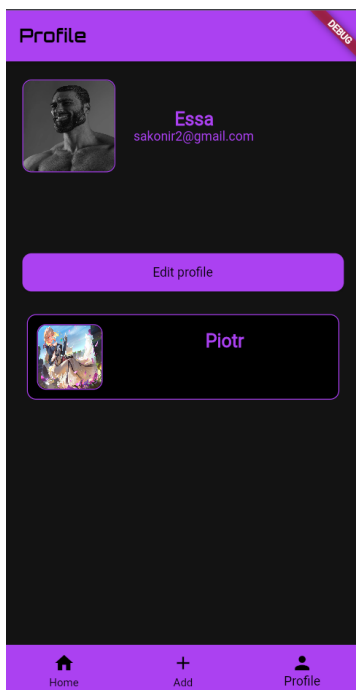 Profile
DEBUG
Essa
sakonir2@gmail.com
Edit profile
Piotr
Home
Add
Profile